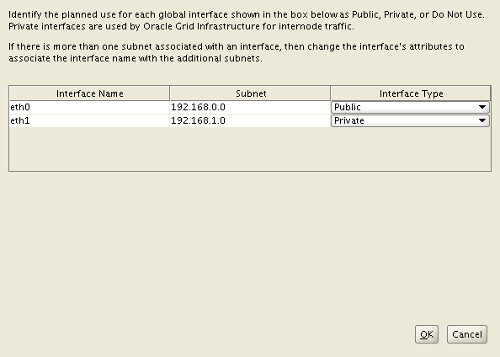 Identify the planned use for each global interface shown in the box below as Public, Private, or Do Not Use.
Private interfaces are used by Oracle Grid Infrastructure for internode traffic.
If there is more than one subnet associated with an interface, then change the interface's attributes to
associate the interface name with the additional subnets.
Interface Name Subnet Interface Type
eth0 192.168.0.0 Public
eth1 192.168.1.0 Private
OK Cancel